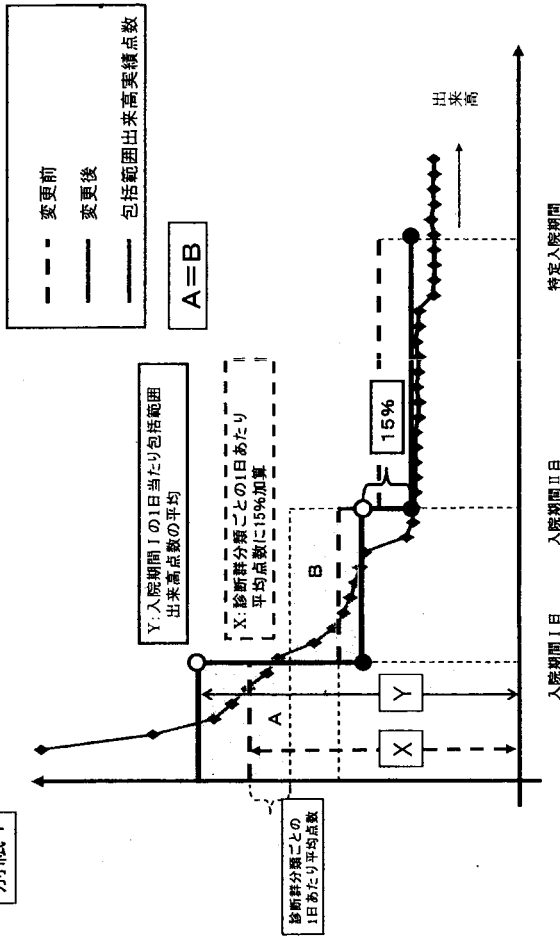 変更前
変更後
包括範囲出来高実績点数
A=B
Y:入院期間Ⅰの1日当たり包括範囲
出来高点数の平均
X:診断群分類ごとの1日あたり
平均点数に15%加算
15%
出来高
A
B
Y
X
診断群分類ごとの
1日あたり平均点数
入院期間Ⅰ日
入院期間Ⅱ日
特定入院期間